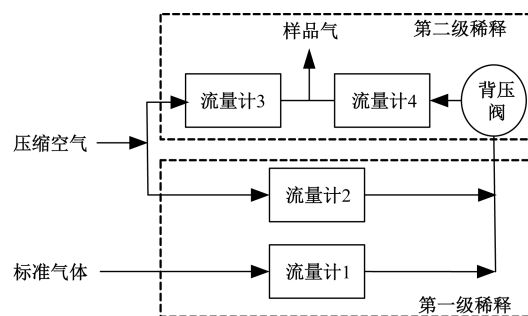 样品气
第二级稀释
流量计3
流量计4
背压
阀
压缩空气
流量计2
标准气体
流量计1
第一级稀释